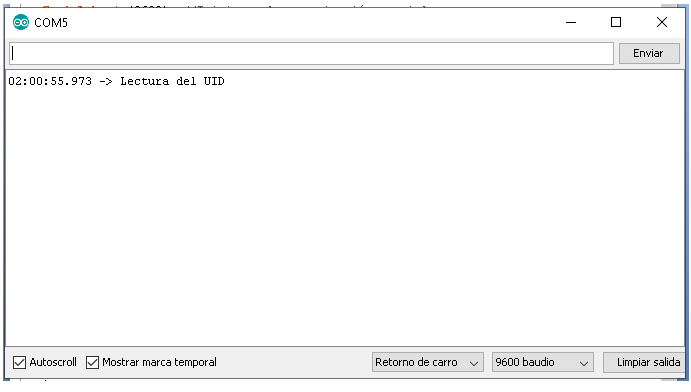 COM5
Enviar
02:00:55.973 -> Lectura del UID
Autoscroll Mostrar marca temporal Retorno de carro 9600 baudio Limpiar salida